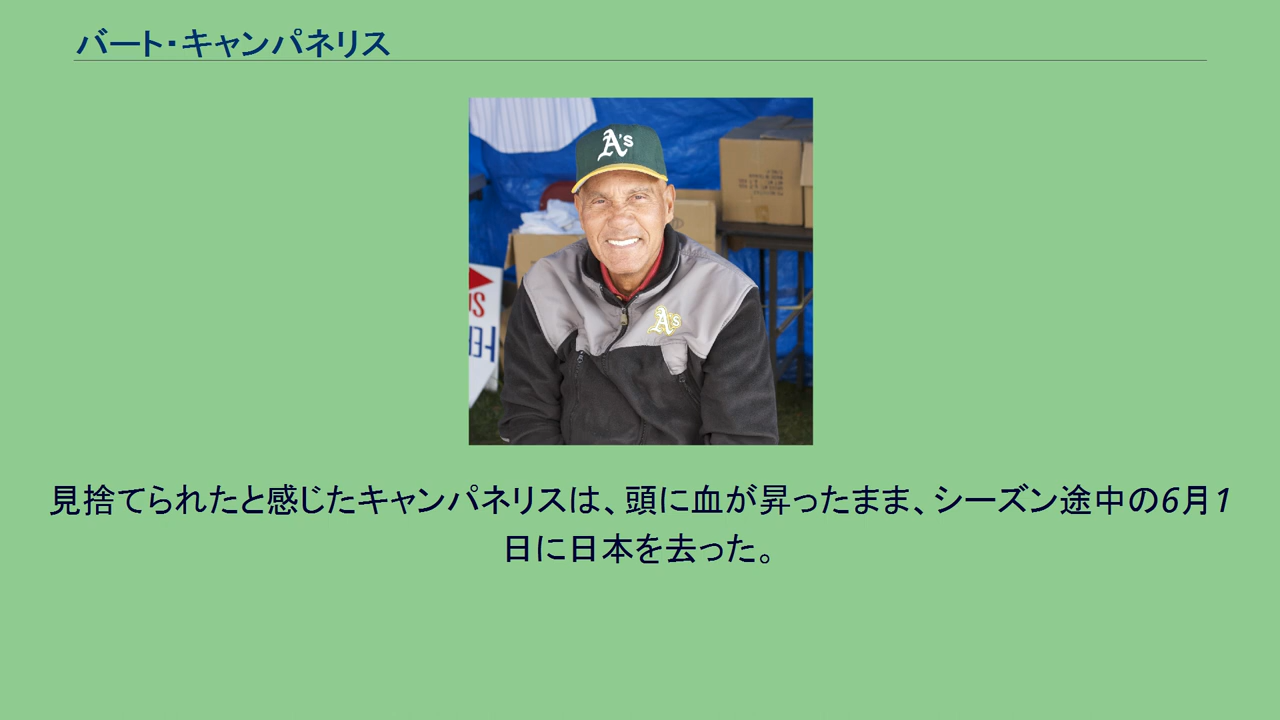 バート・キャンパネリス
A's
A's
見捨てられたと感じたキャンパネリスは、頭に血が昇ったまま、シーズン途中の6月1
日に日本を去った。